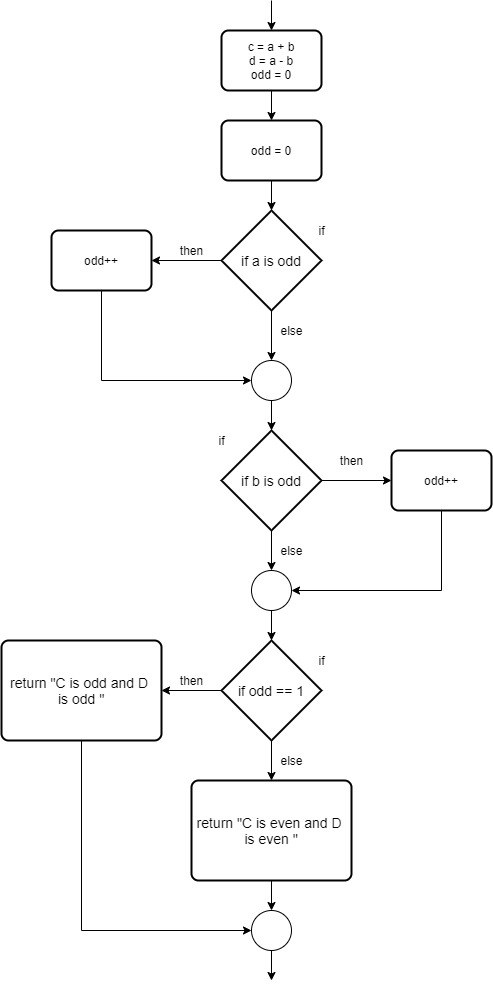 c = a + b
d = a - b
odd = 0
odd = 0
if
if a is odd
then
odd++
else
if
if b is odd
then
odd++
else
if
if odd == 1
then
return "C is odd and D
is odd "
else
return "C is even and D
is even "